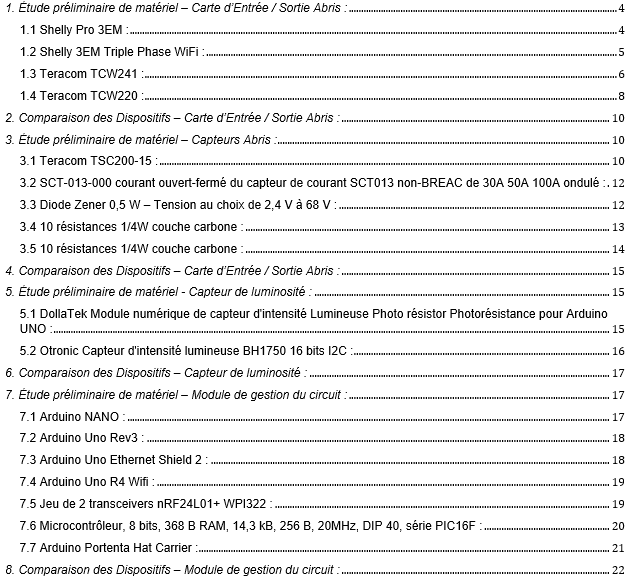 1. Étude préliminaire de matériel – Carte d'Entrée / Sortie Abris : 4
1.1 Shelly Pro 3EM : 4
1.2 Shelly 3EM Triple Phase WiFi : 5
1.3 Teracom TCW241 : 6
1.4 Teracom TCW220 : 8
2. Comparaison des Dispositifs – Carte d'Entrée / Sortie Abris : 10
3. Étude préliminaire de matériel – Capteurs Abris : 10
3.1 Teracom TSC200-15 : 10
3.2 SCT-013-000 courant ouvert-fermé du capteur de courant SCT013 non-BREAC de 30A 50A 100A ondulé : 12
3.3 Diode Zener 0,5 W – Tension au choix de 2,4 V à 68 V : 12
3.4 10 résistances 1/4W couche carbone : 13
3.5 10 résistances 1/4W couche carbone : 14
4. Comparaison des Dispositifs – Carte d'Entrée / Sortie Abris : 15
5. Étude préliminaire de matériel - Capteur de luminosité : 15
5.1 DollaTek Module numérique de capteur d'intensité Lumineuse Photo résistor Photorésistance pour Arduino
UNO : 15
5.2 Otronic Capteur d'intensité lumineuse BH1750 16 bits I2C : 16
6. Comparaison des Dispositifs – Capteur de luminosité : 17
7. Étude préliminaire de matériel – Module de gestion du circuit : 17
7.1 Arduino NANO : 17
7.2 Arduino Uno Rev3 : 18
7.3 Arduino Uno Ethernet Shield 2 : 18
7.4 Arduino Uno R4 Wifi : 19
7.5 Jeu de 2 transceivers nRF24L01+ WPI322 : 19
7.6 Microcontrôleur, 8 bits, 368 B RAM, 14,3 kB, 256 B, 20MHz, DIP 40, série PIC16F : 20
7.7 Arduino Portenta Hat Carrier : 21
8. Comparaison des Dispositifs – Module de gestion du circuit : 22